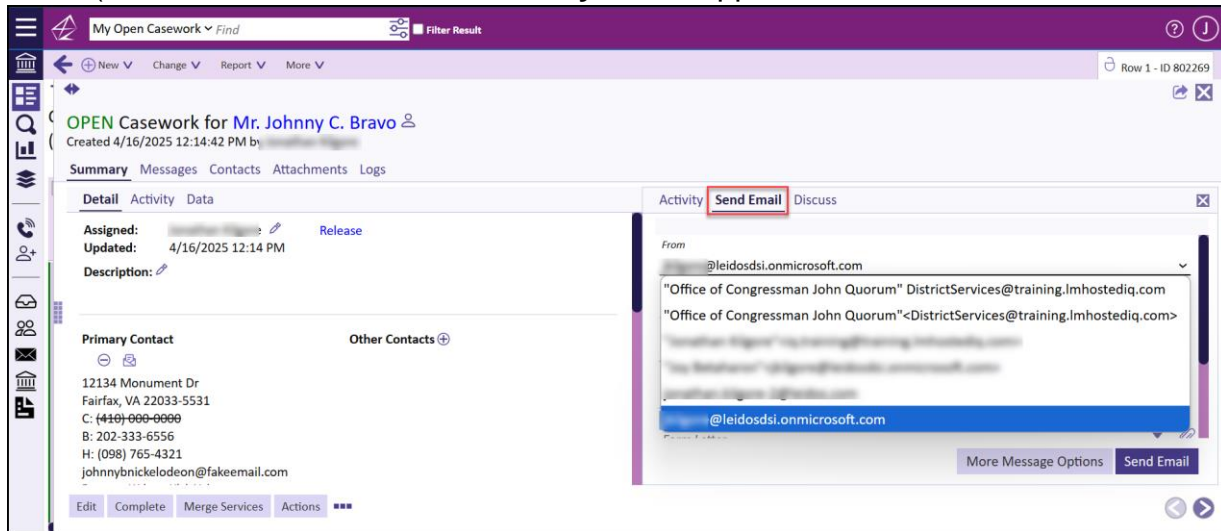 My Open Casework Find Filter Result ? J
New Change Report More Row 1 - ID 802269
OPEN Casework for Mr. Johnny C. Bravo
Created 4/16/2025 12:14:42 PM by
Summary Messages Contacts Attachments Logs
Detail Activity Data
Assigned: Release
Updated: 4/16/2025 12:14 PM
Description:
Primary Contact Other Contacts
12134 Monument Dr
Fairfax, VA 22033-5531
C: (410) 000-0000
B: 202-333-6556
H: (098) 765-4321
johnnybnickelodeon@fakeemail.com
Edit Complete Merge Services Actions
Activity Send Email Discuss
From
@leidosdsi.onmicrosoft.com
"Office of Congressman John Quorum" DistrictServices@training.lmhostediq.com
"Office of Congressman John Quorum"<DistrictServices@training.lmhostediq.com>
@leidosdsi.onmicrosoft.com
More Message Options Send Email